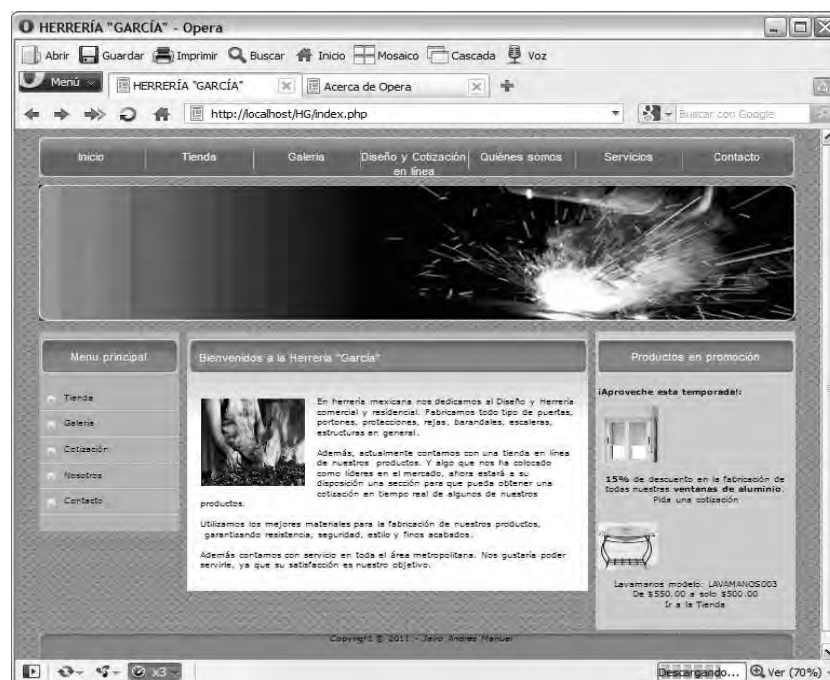 HERRERÍA "GARCÍA" - Opera
Abrir Guardar Imprimir Buscar Inicio Mosaico Cascada Voz
Menú HERRERÍA "GARCÍA" Acerca de Opera
http://localhost/HG/index.php Buscar con Google
Inicio Tienda Galeria Diseño y Cotización Quiénes somos Servicios Contacto
en línea
Menu principal
Tienda
Galeria
Cotización
Nosotros
Contacto
Bienvenidos a la Herrería "García"
En herrería mexicana nos dedicamos al Diseño y Herrería
comercial y residencial. Fabricamos todo tipo de puertas,
portones, protecciones, rejas, barandales, escaleras,
estructuras en general.
Además, actualmente contamos con una tienda en línea
de nuestros productos. Y algo que nos ha colocado
como líderes en el mercado, ahora estará a su
disposición una sección para que pueda obtener una
cotización en tiempo real de algunos de nuestros
productos.
Utilizamos los mejores materiales para la fabricación de nuestros productos,
garantizando resistencia, seguridad, estilo y finos acabados.
Además contamos con servicio en toda el área metropolitana. Nos gustaría poder
servirle, ya que su satisfacción es nuestro objetivo.
Productos en promoción
¡Aproveche esta temporada!:
15% de descuento en la fabricación de
todas nuestras ventanas de aluminio.
Pida una cotización
Lavamanos modelo: LAVAMANOS003
De $550.00 a solo $500.00
Ir a la Tienda
Copyright © 2011 - Jairo Andres Manuel
x3 Descargando... Ver (70%)